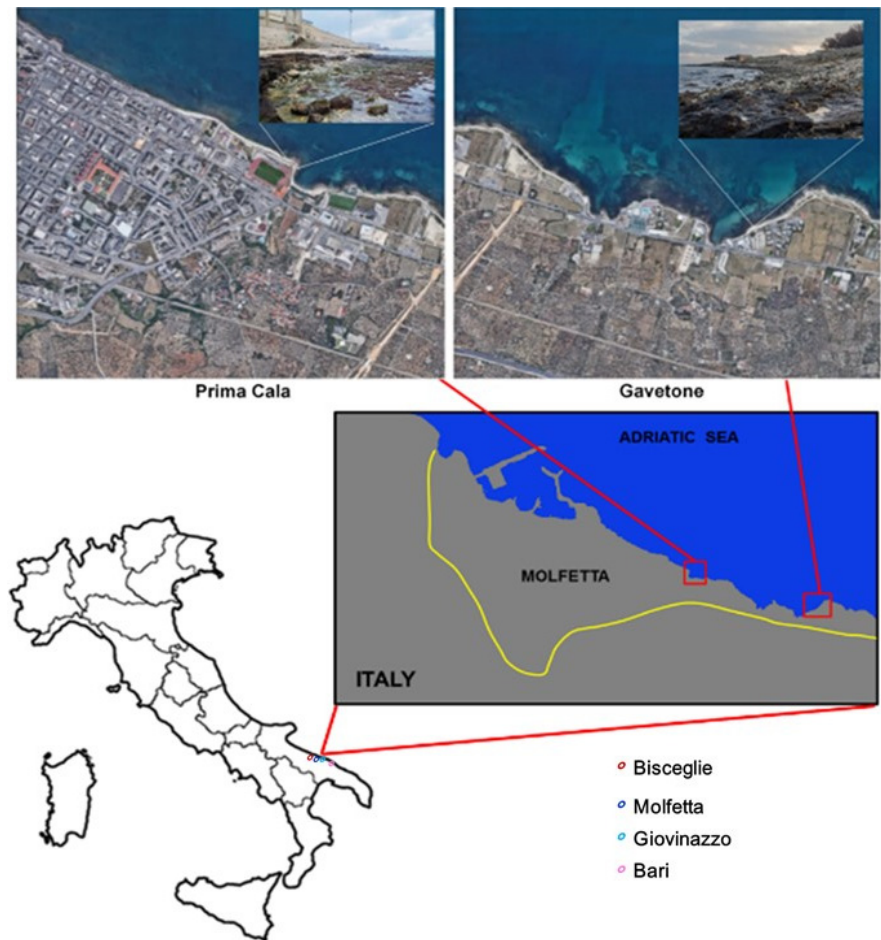 Prima Cala
Gavetone
ADRIATIC SEA
MOLFETTA
ITALY
Bisceglie
Molfetta
Giovinazzo
Bari